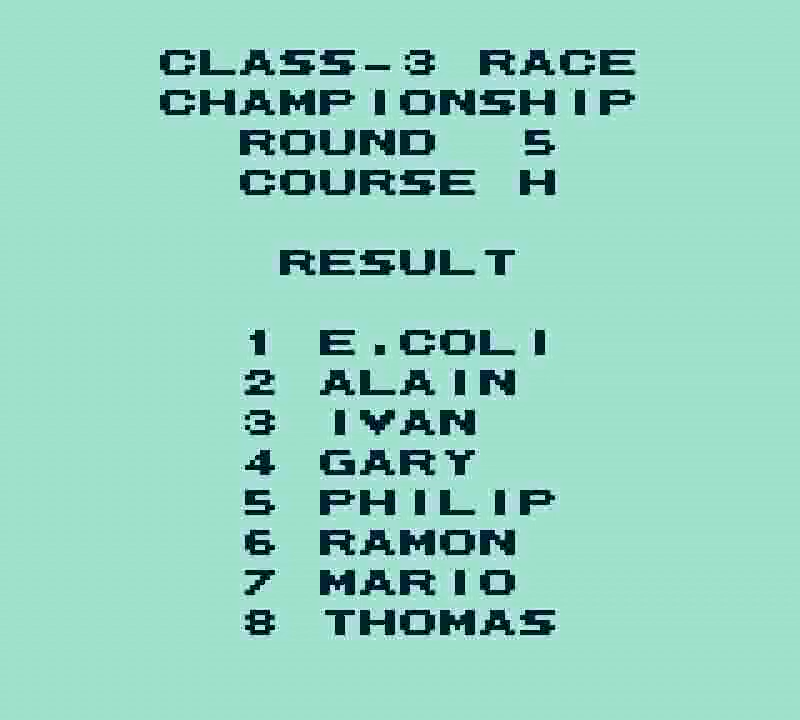 CLASS-3 RACE
CHAMPIONSHIP
ROUND 5
COURSE H
RESULT
1 E.COLI
2 ALAIN
3 IVAN
4 GARY
5 PHILIP
6 RAMON
7 MARIO
8 THOMAS